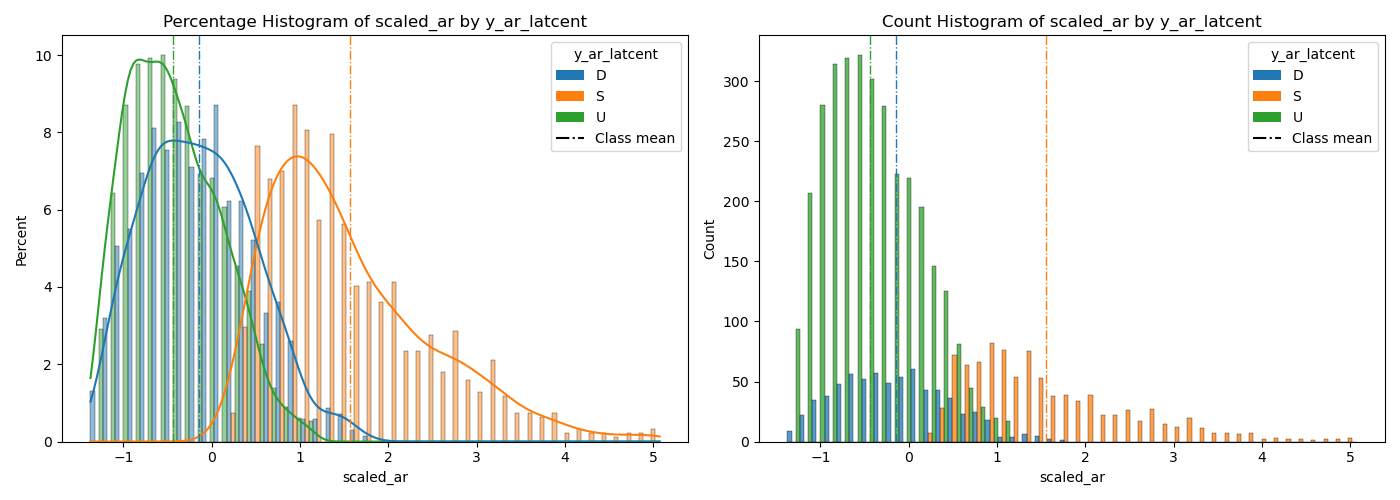 Percentage Histogram of scaled_ar by y_ar_latcent
10
8
6
4
2
0
Percent
−1
0
1
2
3
4
5
scaled_ar
y_ar_latcent
D
S
U
Class mean
Count Histogram of scaled_ar by y_ar_latcent
300
250
200
150
100
50
0
Count
−1
0
1
2
3
4
5
scaled_ar
y_ar_latcent
D
S
U
Class mean